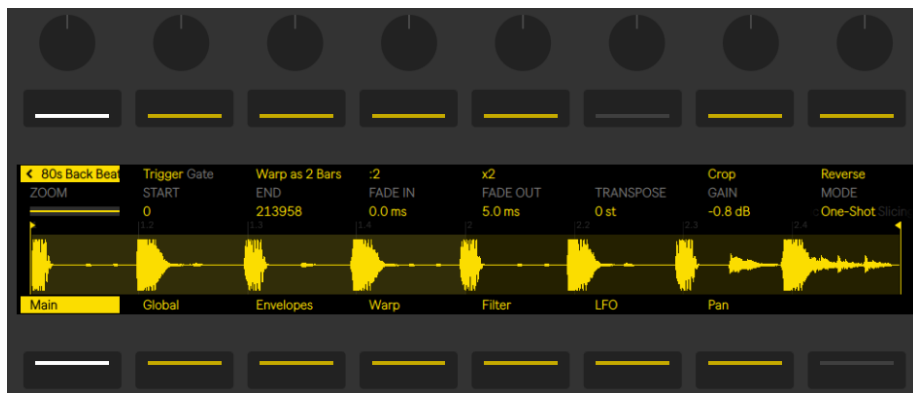 80s Back Beat Trigger Gate Warp as 2 Bars :2 x2 Crop Reverse
ZOOM START END FADE IN FADE OUT TRANSPOSE GAIN MODE
0 213958 0.0 ms 5.0 ms 0 st -0.8 dB One-Shot Slicin
1.2 1.3 1.4 2 2.2 2.3 2.4
Main Global Envelopes Warp Filter LFO Pan